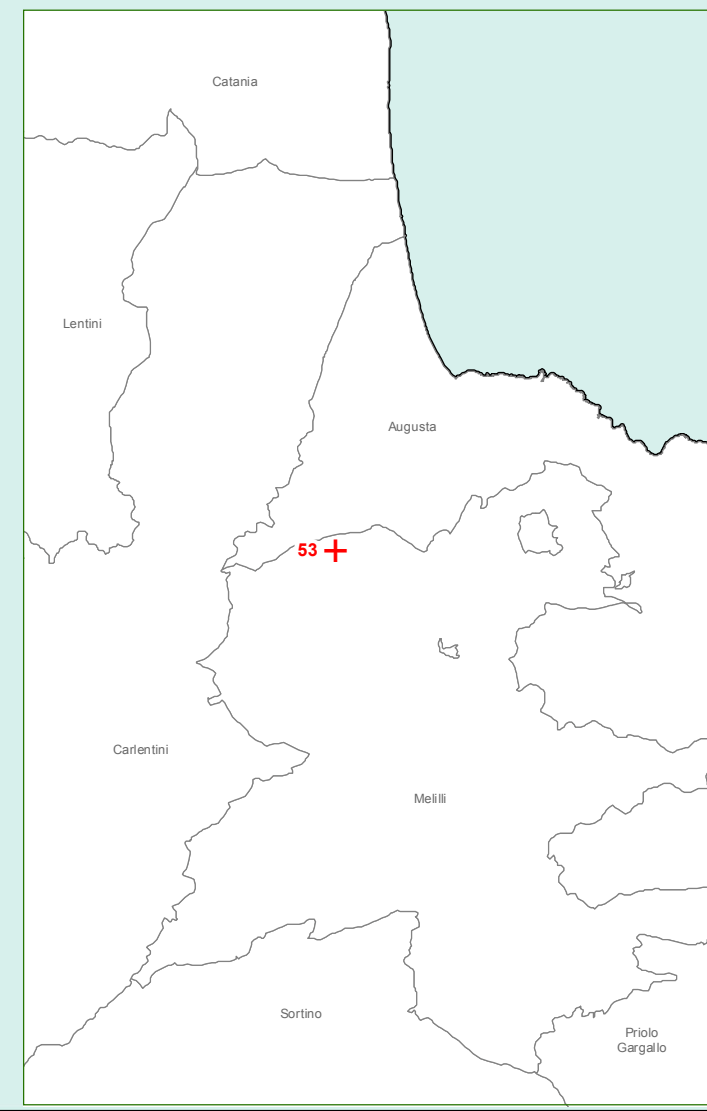 Catania
Lentini
Augusta
53
Carlentini
Melilli
Sortino
Priolo
Gargallo